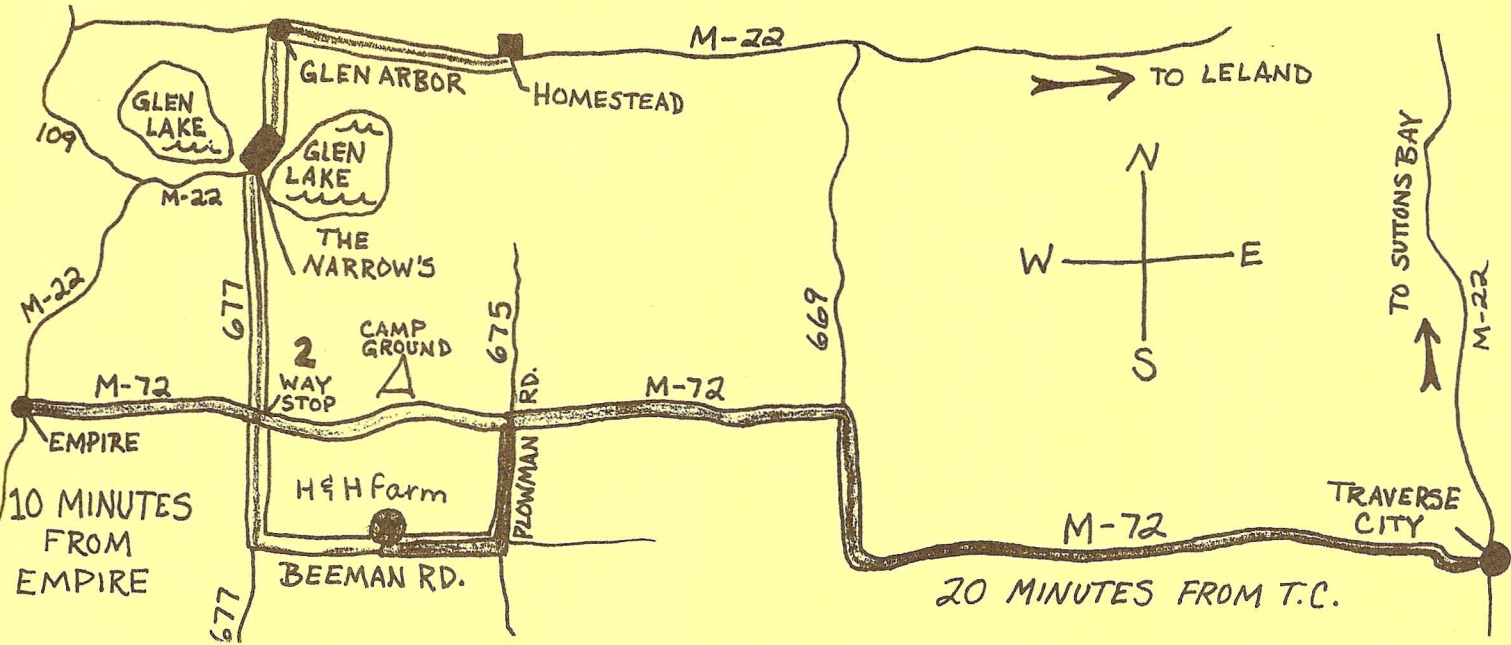 M-22
GLEN ARBOR
HOMESTEAD
TO LELAND
GLEN
LAKE
109
GLEN
LAKE
M-22
THE
NARROW'S
N
W
E
S
TO SUTTONS BAY
M-22
M-22
677
2
WAY
STOP
CAMP
GROUND
675
RD.
669
M-72
M-72
EMPIRE
10 MINUTES
FROM
EMPIRE
H & H Farm
PLOWMAN
BEEMAN RD.
677
M-72
TRAVERSE
CITY
20 MINUTES FROM T.C.